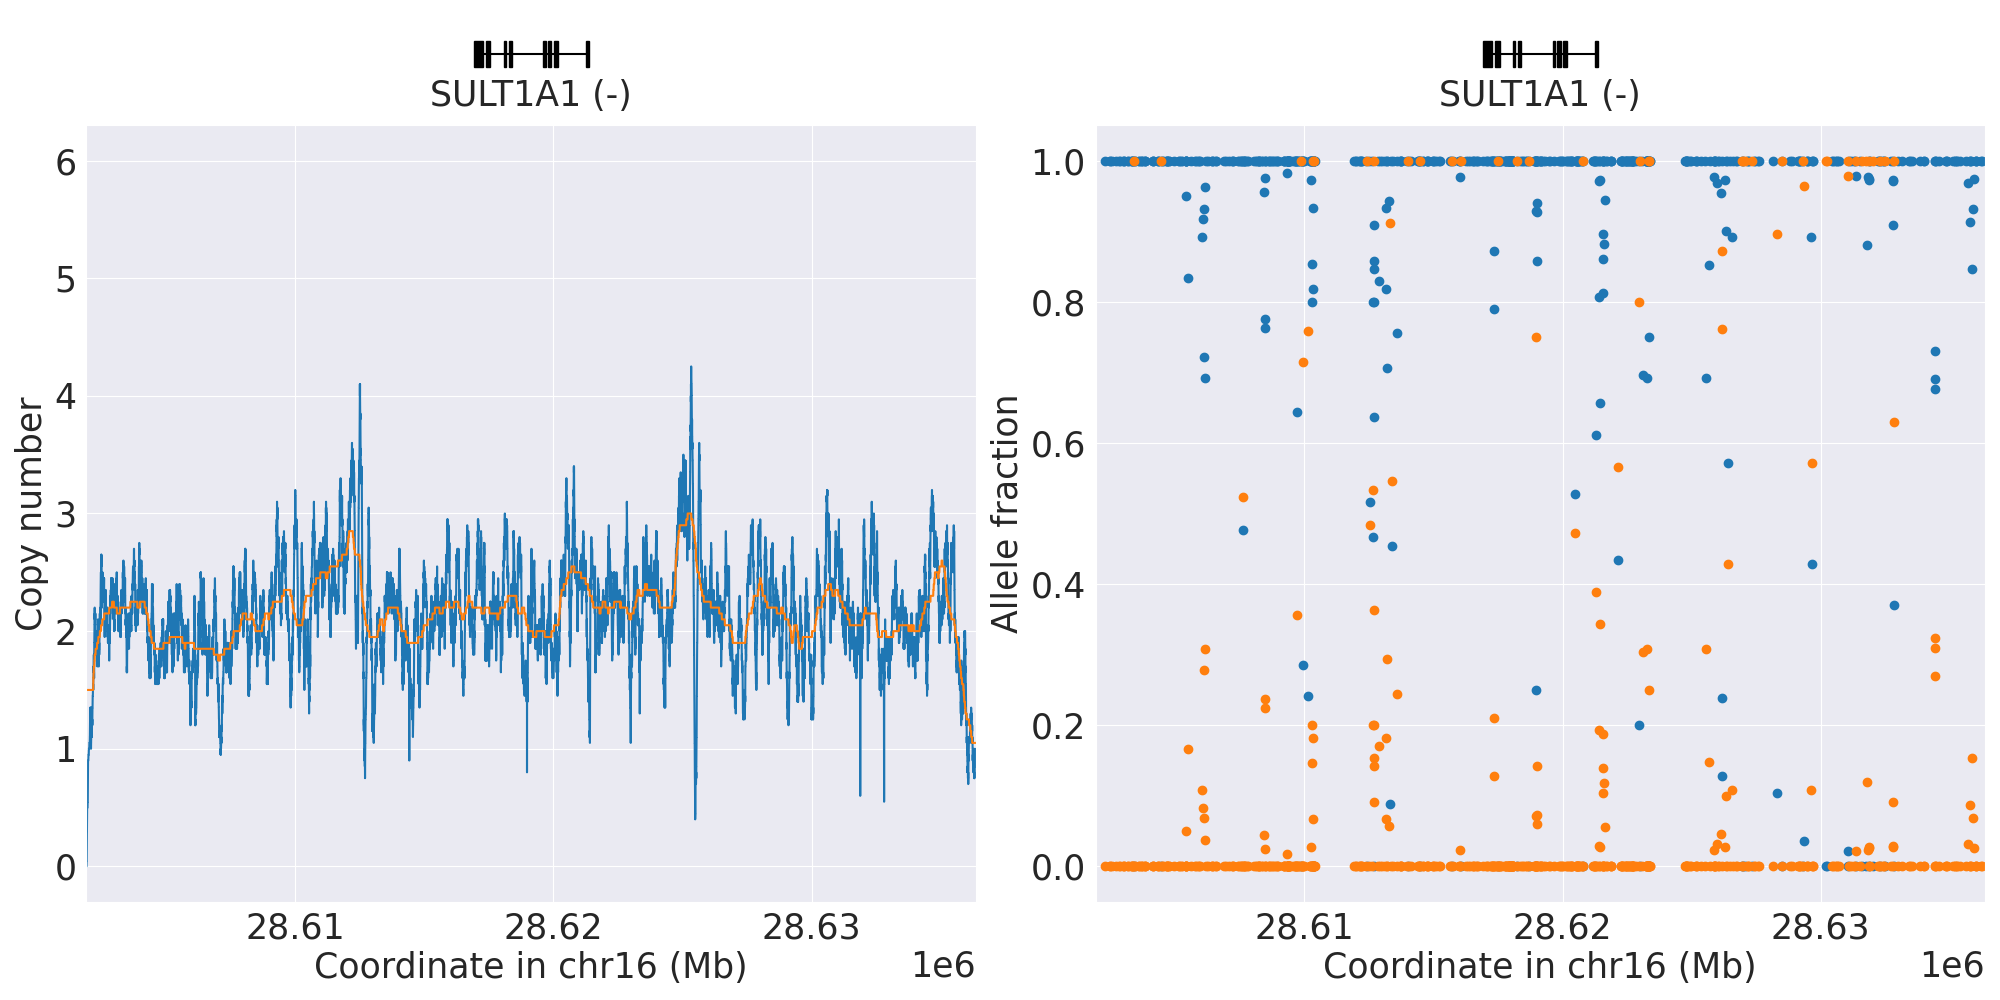 SULT1A1 (-)
Copy number
6
5
4
3
2
1
0
28.61
28.62
28.63
Coordinate in chr16 (Mb)
1e6
SULT1A1 (-)
Allele fraction
1.0
0.8
0.6
0.4
0.2
0.0
28.61
28.62
28.63
Coordinate in chr16 (Mb)
1e6